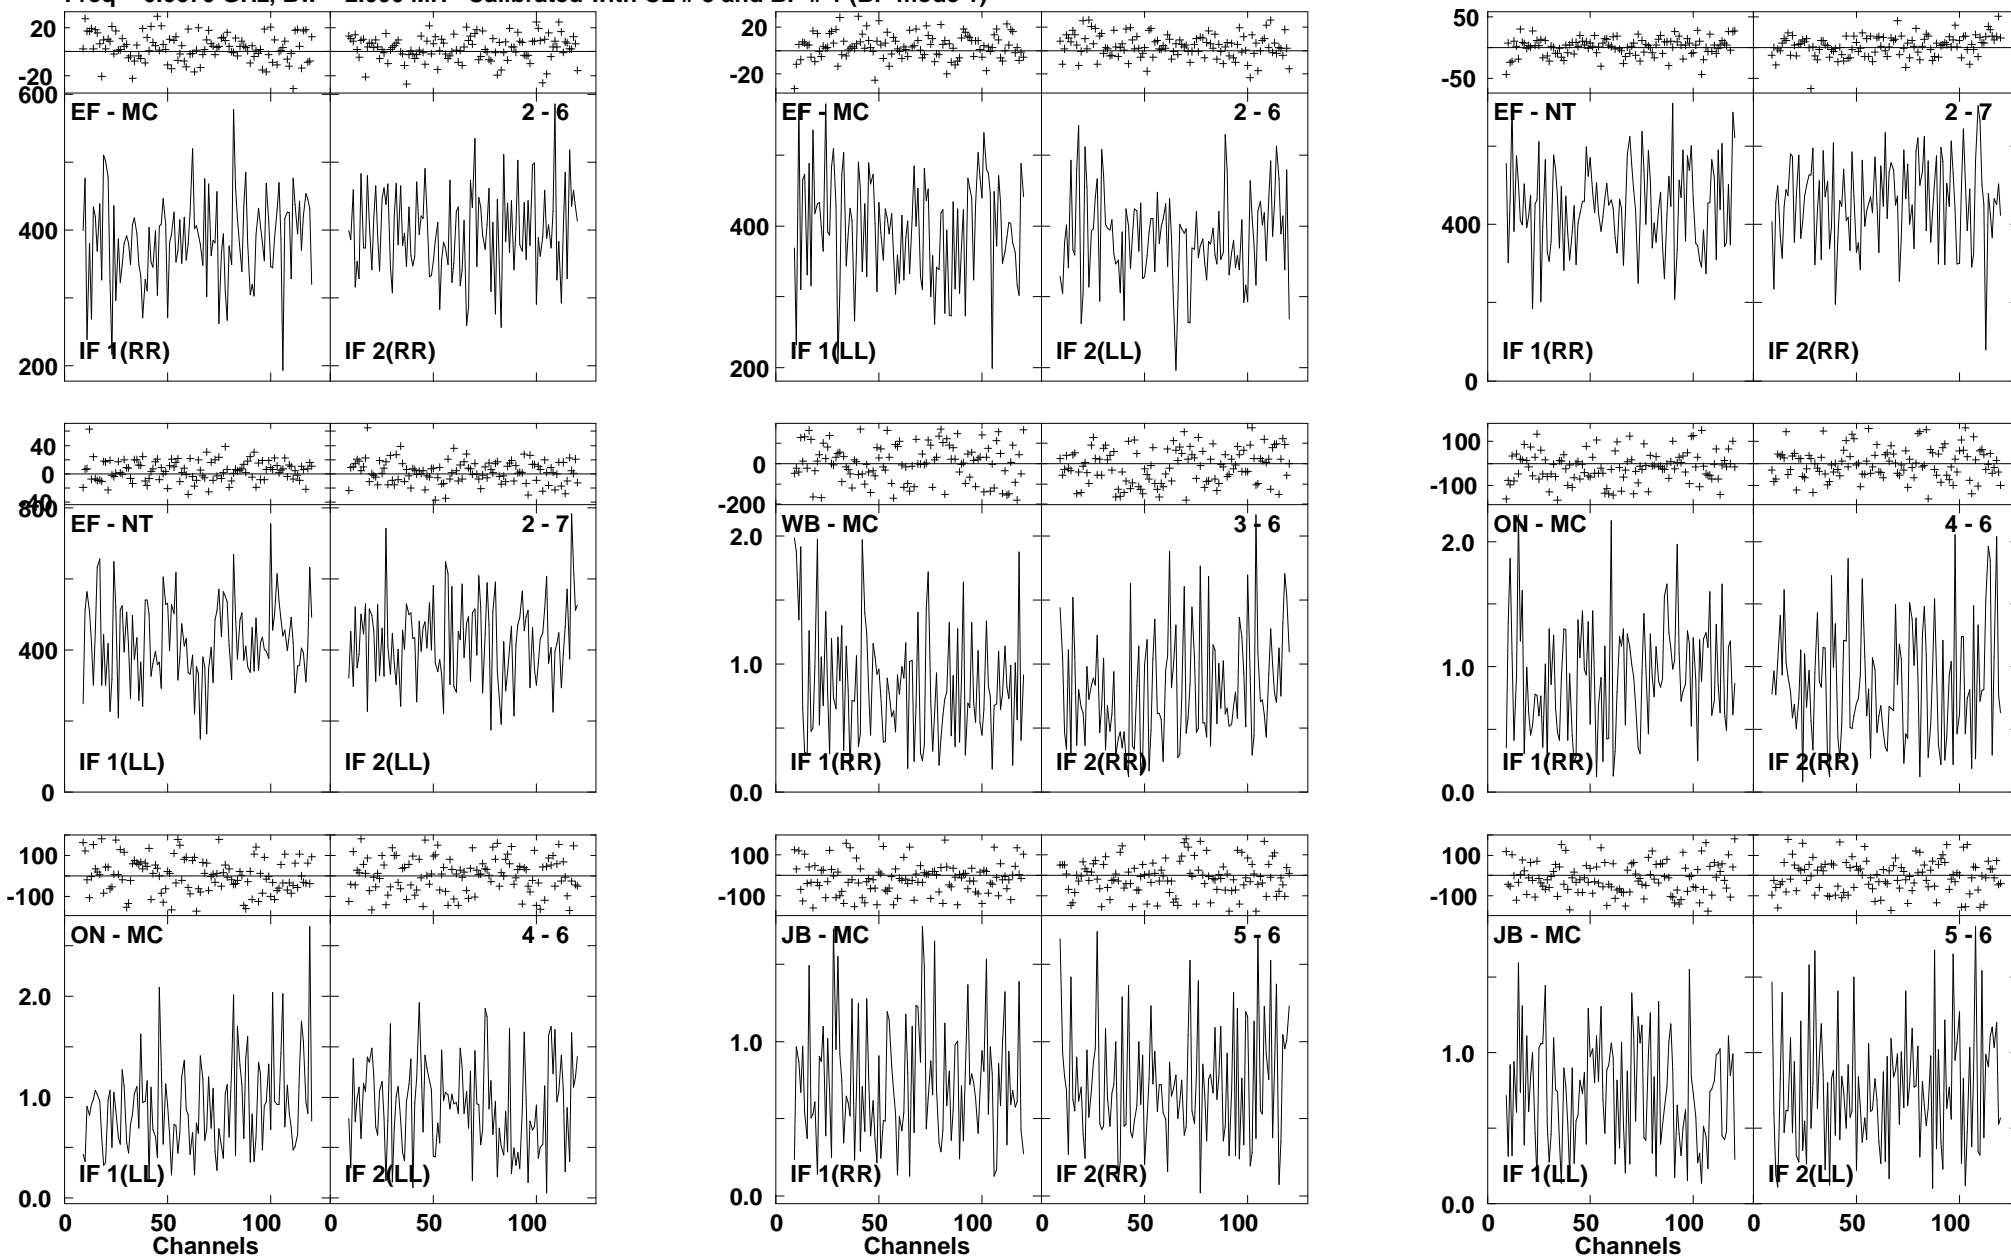 20
-20
600
EF - MC
2 - 6
400
200
IF 1(RR)
IF 2(RR)
20
-20
EF - MC
2 - 6
400
200
IF 1(LL)
IF 2(LL)
50
-50
EF - NT
2 - 7
400
0
IF 1(RR)
IF 2(RR)
40
0
-40
800
EF - NT
2 - 7
400
0
IF 1(LL)
IF 2(LL)
0
-200
WB - MC
3 - 6
2.0
1.0
0.0
IF 1(RR)
IF 2(RR)
100
-100
ON - MC
4 - 6
2.0
1.0
0.0
IF 1(RR)
IF 2(RR)
100
-100
ON - MC
4 - 6
2.0
1.0
0.0
IF 1(LL)
IF 2(LL)
0 50 100 0 50 100
Channels
100
-100
JB - MC
5 - 6
1.0
0.0
IF 1(RR)
IF 2(RR)
0 50 100 0 50 100
Channels
100
-100
JB - MC
5 - 6
1.0
0.0
IF 1(LL)
IF 2(LL)
0 50 100 0 50 100
Channels